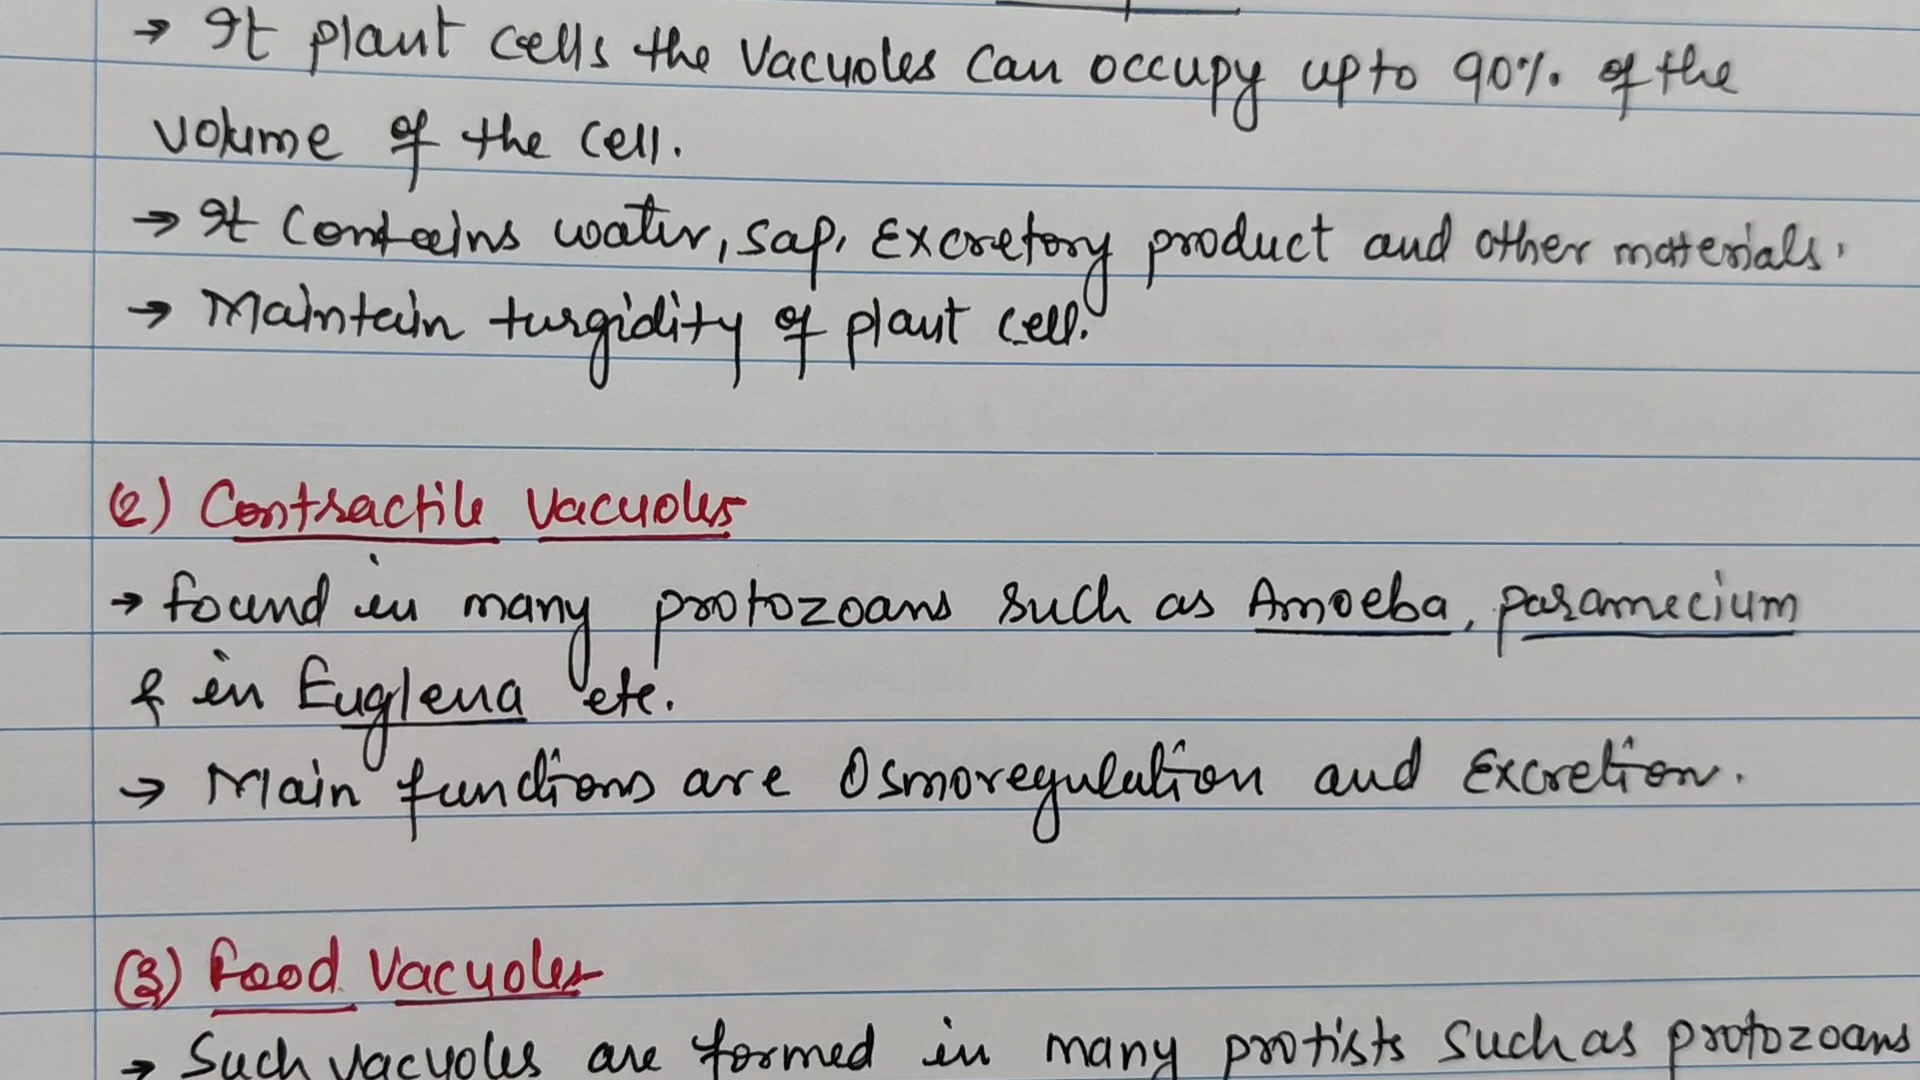 → It plant cells the vacuoles can occupy upto 90% of the
volume of the cell.
→ It contains water, sap, Excretory product and other materials.
→ Maintain turgidity of plant cell.
(2) Contractile Vacuoles
→ found in many protozoans such as Amoeba, paramecium
& in Euglena etc.
→ Main functions are Osmoregulation and Excretion.
(3) Food Vacuoles
→ Such vacuoles are formed in many protists such as protozoans